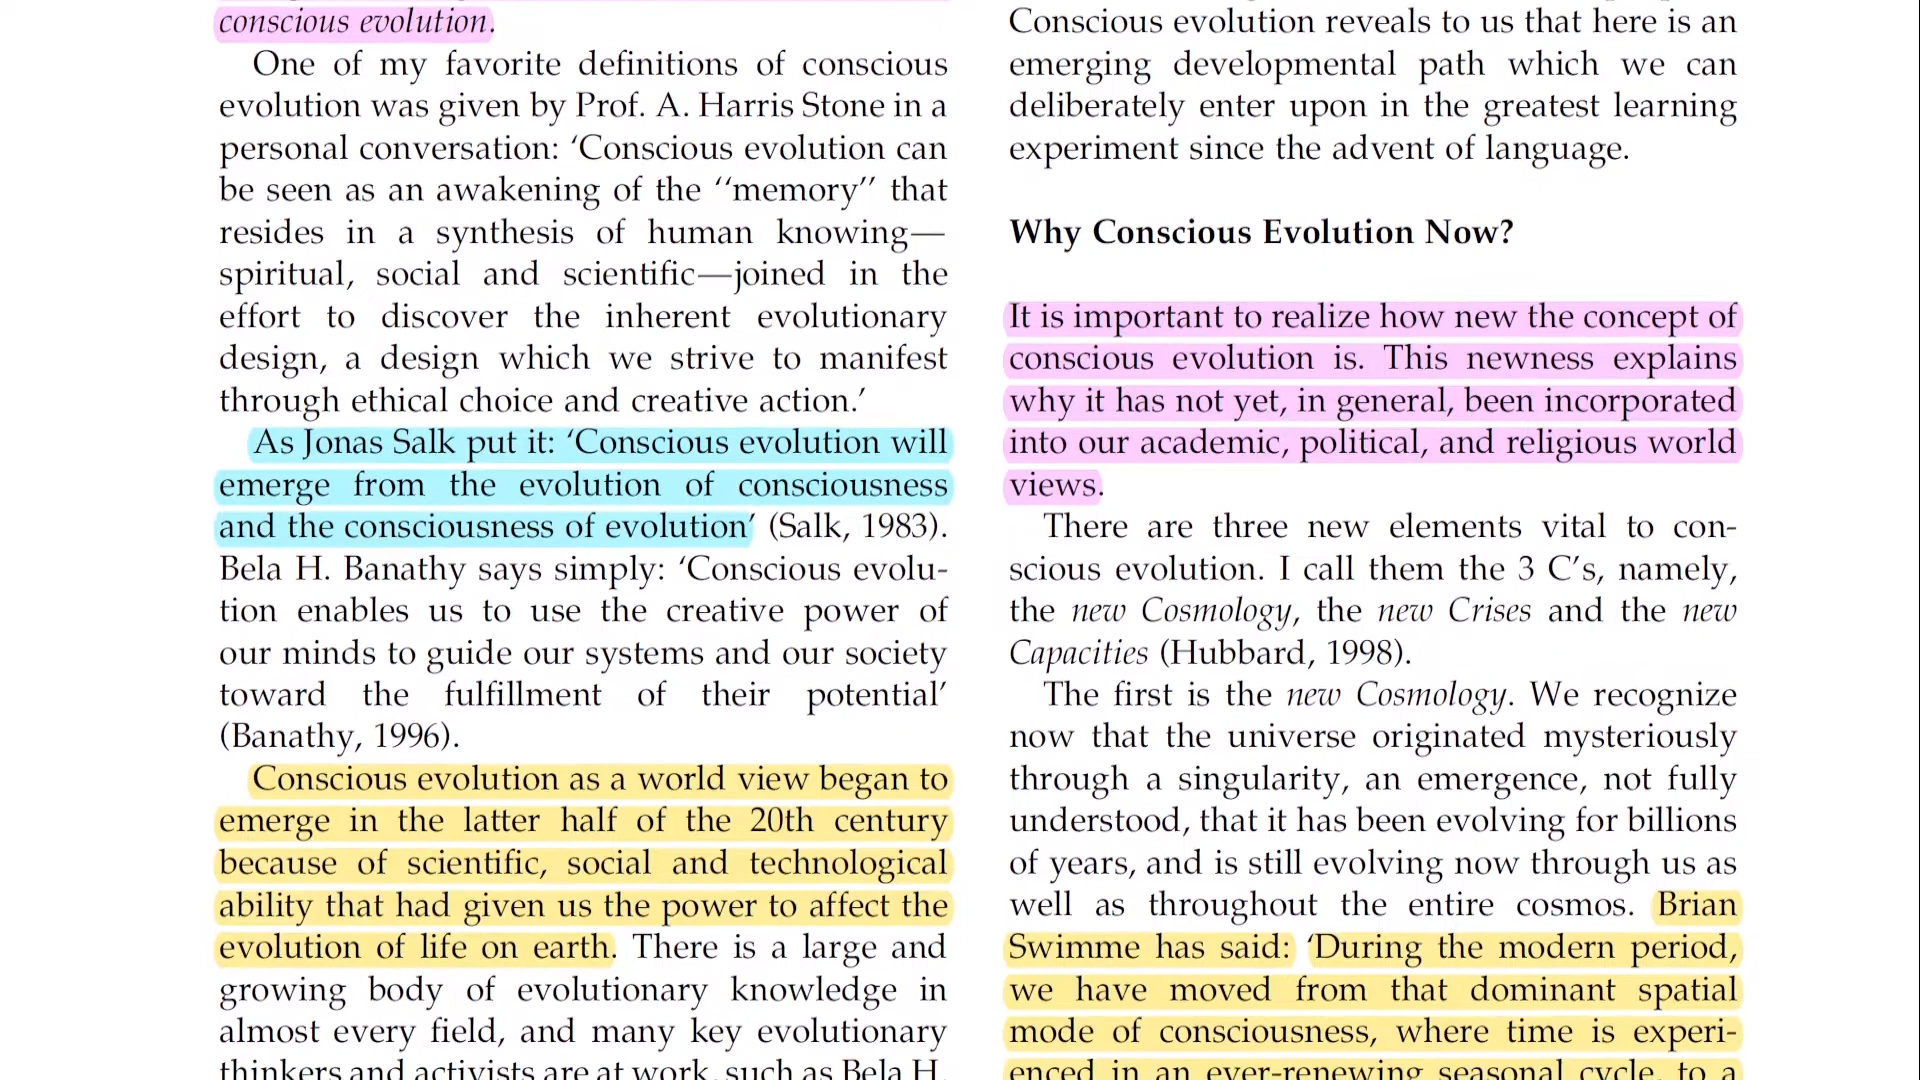 conscious evolution.
One of my favorite definitions of conscious
evolution was given by Prof. A. Harris Stone in a
personal conversation: ‘Conscious evolution can
be seen as an awakening of the ‘‘memory’’ that
resides in a synthesis of human knowing—
spiritual, social and scientific—joined in the
effort to discover the inherent evolutionary
design, a design which we strive to manifest
through ethical choice and creative action.’
As Jonas Salk put it: ‘Conscious evolution will
emerge from the evolution of consciousness
and the consciousness of evolution’ (Salk, 1983).
Bela H. Banathy says simply: ‘Conscious evolu-
tion enables us to use the creative power of
our minds to guide our systems and our society
toward the fulfillment of their potential’
(Banathy, 1996).
Conscious evolution as a world view began to
emerge in the latter half of the 20th century
because of scientific, social and technological
ability that had given us the power to affect the
evolution of life on earth. There is a large and
growing body of evolutionary knowledge in
almost every field, and many key evolutionary
thinkers and activists are at work, such as Bela H.
Conscious evolution reveals to us that here is an
emerging developmental path which we can
deliberately enter upon in the greatest learning
experiment since the advent of language.
Why Conscious Evolution Now?
It is important to realize how new the concept of
conscious evolution is. This newness explains
why it has not yet, in general, been incorporated
into our academic, political, and religious world
views.
There are three new elements vital to con-
scious evolution. I call them the 3 C’s, namely,
the new Cosmology, the new Crises and the new
Capacities (Hubbard, 1998).
The first is the new Cosmology. We recognize
now that the universe originated mysteriously
through a singularity, an emergence, not fully
understood, that it has been evolving for billions
of years, and is still evolving now through us as
well as throughout the entire cosmos. Brian
Swimme has said: ‘During the modern period,
we have moved from that dominant spatial
mode of consciousness, where time is experi-
enced in an ever-renewing seasonal cycle, to a